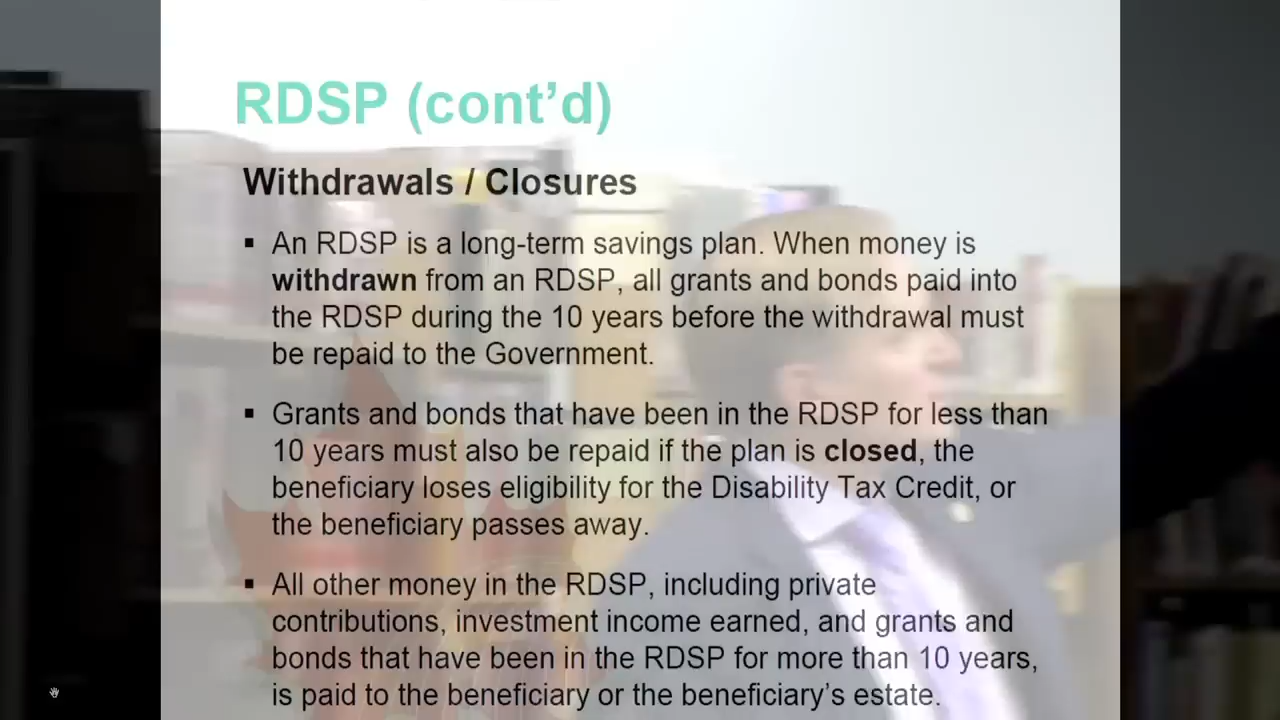 RDSP (cont’d)
Withdrawals / Closures
▪ An RDSP is a long-term savings plan. When money is
withdrawn from an RDSP, all grants and bonds paid into
the RDSP during the 10 years before the withdrawal must
be repaid to the Government.
▪ Grants and bonds that have been in the RDSP for less than
10 years must also be repaid if the plan is closed, the
beneficiary loses eligibility for the Disability Tax Credit, or
the beneficiary passes away.
▪ All other money in the RDSP, including private
contributions, investment income earned, and grants and
bonds that have been in the RDSP for more than 10 years,
is paid to the beneficiary or the beneficiary’s estate.